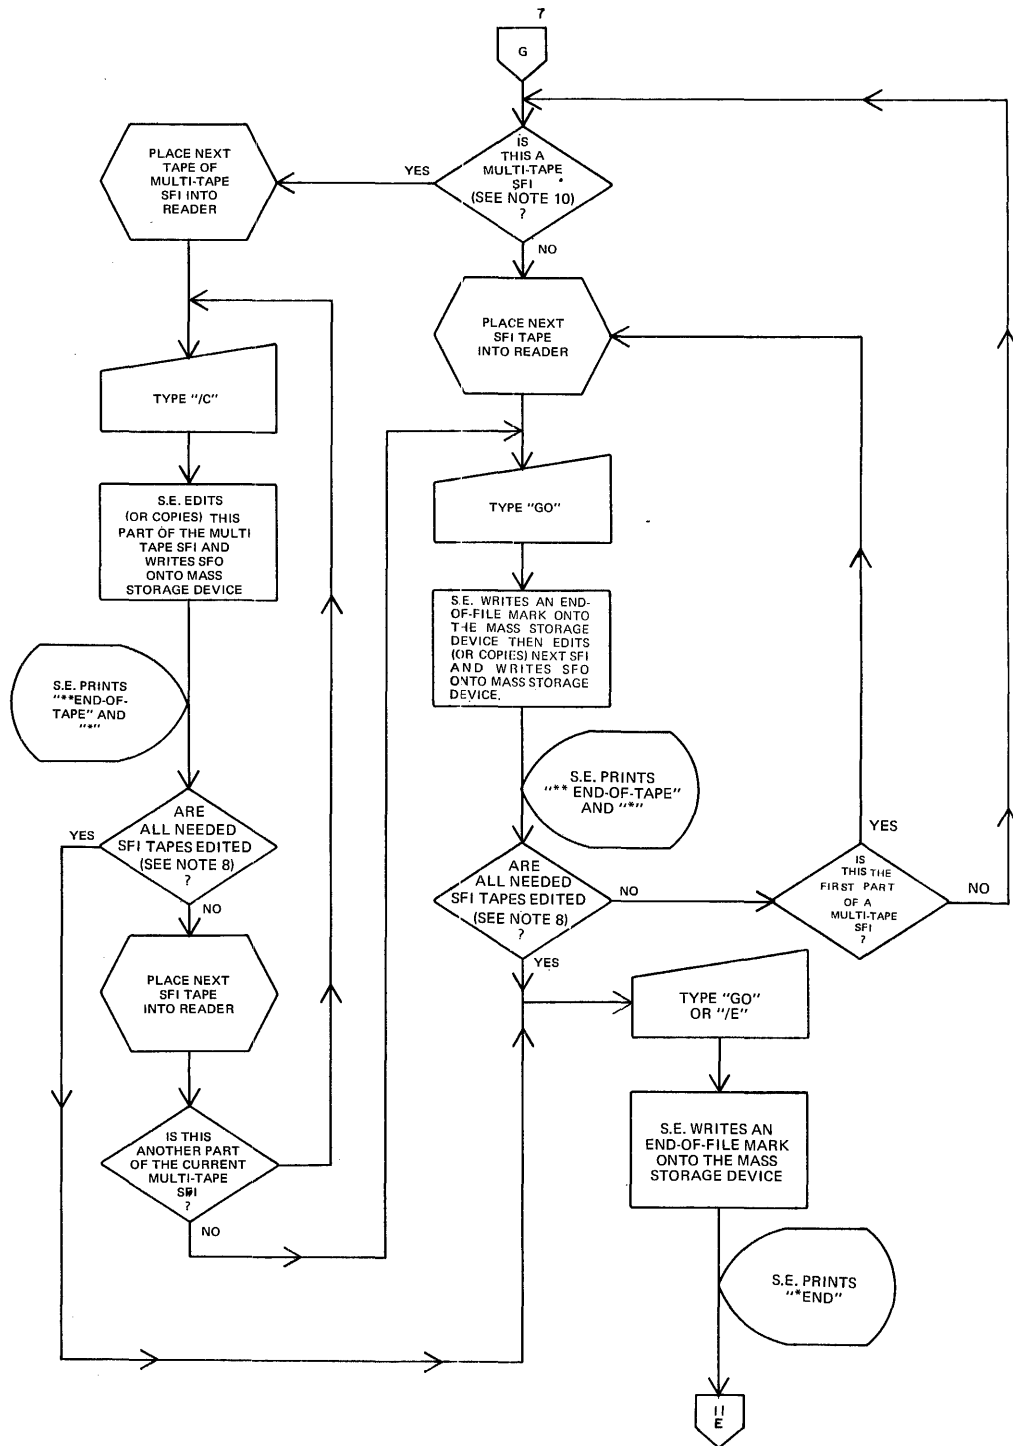 7
G
IS
THIS A
MULTI-TAPE
SFI
(SEE NOTE 10)
?
YES
NO
PLACE NEXT
TAPE OF
MULTI-TAPE
SFI INTO
READER
PLACE NEXT
SFI TAPE
INTO READER
TYPE "/C"
TYPE "GO"
S.E. EDITS
(OR COPIES) THIS
PART OF THE MULTI
TAPE SFI AND
WRITES SFO
ONTO MASS
STORAGE DEVICE
S.E. WRITES AN END-
OF-FILE MARK ONTO
THE MASS STORAGE
DEVICE THEN EDITS
(OR COPIES) NEXT SFI
AND WRITES SFO
ONTO MASS STORAGE
DEVICE.
S.E. PRINTS
"**END-OF-
TAPE" AND
"*"
S.E. PRINTS
"** END-OF-TAPE"
AND "*"
ARE
ALL NEEDED
SFI TAPES EDITED
(SEE NOTE 8)
?
YES
NO
ARE
ALL NEEDED
SFI TAPES EDITED
(SEE NOTE 8)
?
NO
YES
IS
THIS THE
FIRST PART
OF A
MULTI-TAPE
SFI
?
YES
NO
PLACE NEXT
SFI TAPE
INTO READER
TYPE "GO"
OR "/E"
IS THIS
ANOTHER PART
OF THE CURRENT
MULTI-TAPE
SFI
?
NO
S.E. WRITES AN
END-OF-FILE MARK
ONTO THE MASS
STORAGE DEVICE
S.E. PRINTS
"*END"
11
E